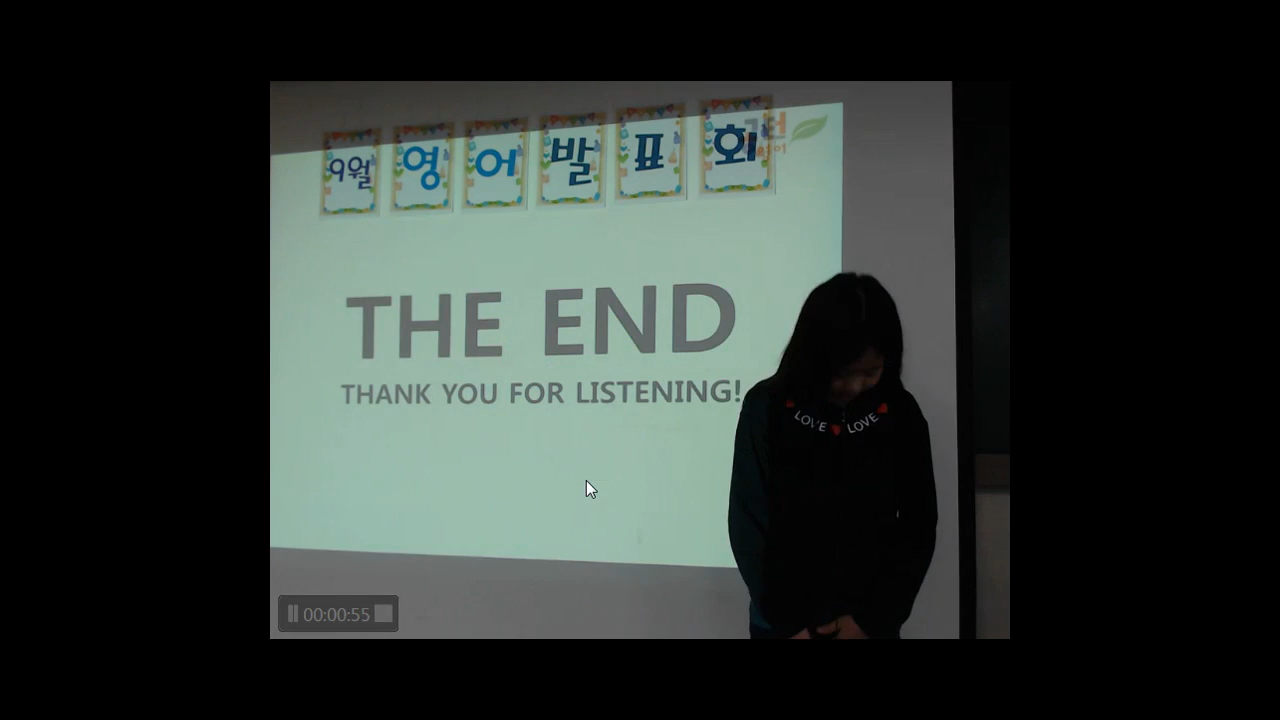 9월 영어발표회
THE END
THANK YOU FOR LISTENING!
LOVE LOVE
00:00:55